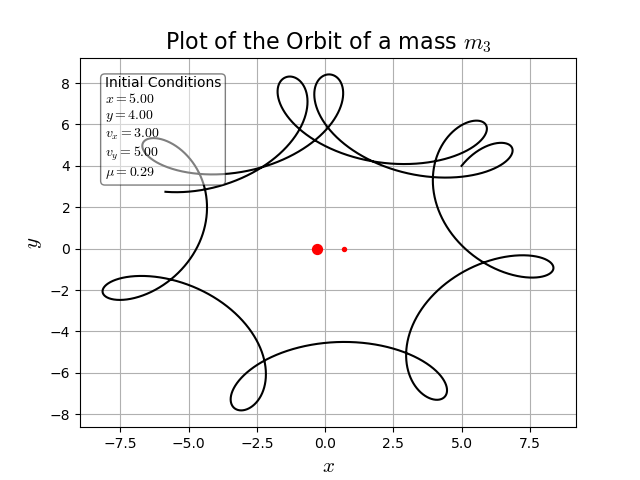 Plot of the Orbit of a mass m₃
Initial Conditions
x = 5.00
y = 4.00
vₓ = 3.00
v_y = 5.00
μ = 0.29
8
6
4
2
0
−2
−4
−6
−8
y
−7.5 −5.0 −2.5 0.0 2.5 5.0 7.5
x